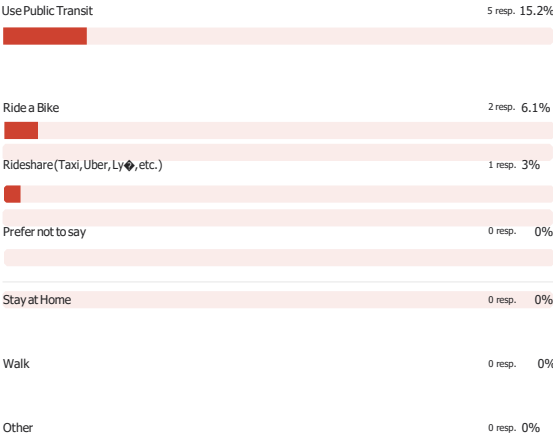 Use Public Transit 5 resp. 15.2%
Ride a Bike 2 resp. 6.1%
Rideshare (Taxi, Uber, Ly�, etc.) 1 resp. 3%
Prefer not to say 0 resp. 0%
Stay at Home 0 resp. 0%
Walk 0 resp. 0%
Other 0 resp. 0%